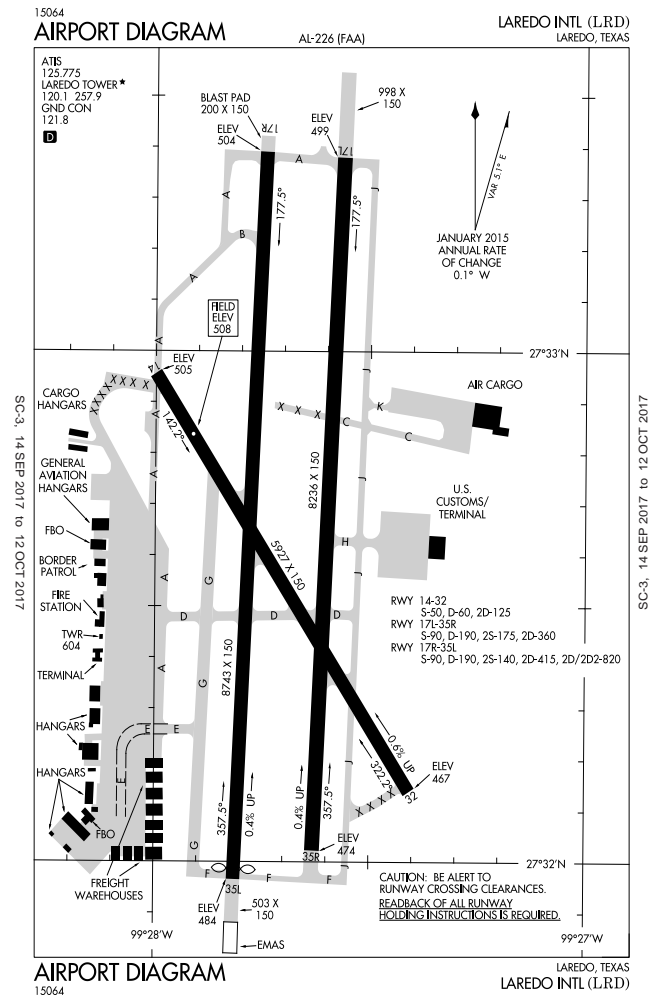 15064
AIRPORT DIAGRAM
AL-226 (FAA)
LAREDO INTL (LRD)
LAREDO, TEXAS
ATIS
125.775
LAREDO TOWER★
120.1 257.9
GND CON
121.8
D
BLAST PAD
200 X 150
ELEV
504
17R
ELEV
499
17L
998 X
150
A
A
J
177.5°
177.5°
VAR 5.1° E
JANUARY 2015
ANNUAL RATE
OF CHANGE
0.1° W
B
A
FIELD
ELEV
508
A
27°33'N
ELEV
505
14
142.2°
X X X X
X X X X
A
CARGO
HANGARS
AIR CARGO
K
X X X
C
C
J
GENERAL
AVIATION
HANGARS
A
8236 X 150
U.S.
CUSTOMS/
TERMINAL
FBO
H
BORDER
PATROL
5927 X 150
A
G
J
FIRE
STATION
D
D
D
TWR
604
RWY 14-32
S-50, D-60, 2D-125
RWY 17L-35R
S-90, D-190, 2S-175, 2D-360
RWY 17R-35L
S-90, D-190, 2S-140, 2D-415, 2D/2D2-820
TERMINAL
A
G
8743 X 150
HANGARS
E
E
E
0.6% UP
322.2°
J
ELEV
467
32
X X X X
HANGARS
357.5°
0.4% UP
0.4% UP
357.5°
FBO
G
ELEV
474
35R
27°32'N
FREIGHT
WAREHOUSES
F
F
F
35L
ELEV
484
503 X
150
EMAS
CAUTION: BE ALERT TO
RUNWAY CROSSING CLEARANCES.
READBACK OF ALL RUNWAY
HOLDING INSTRUCTIONS IS REQUIRED.
99°28'W
99°27'W
SC-3, 14 SEP 2017 to 12 OCT 2017
SC-3, 14 SEP 2017 to 12 OCT 2017
AIRPORT DIAGRAM
15064
LAREDO, TEXAS
LAREDO INTL (LRD)